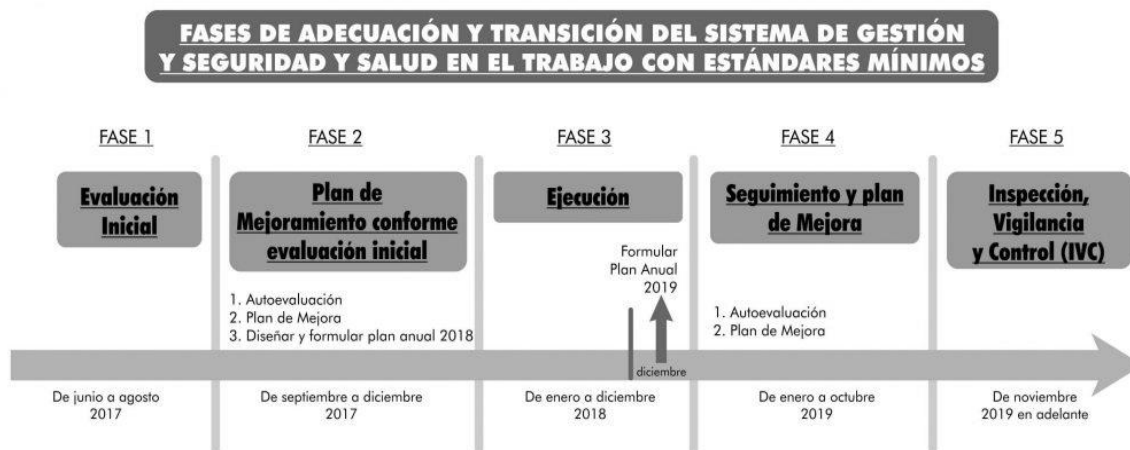 FASES DE ADECUACIÓN Y TRANSICIÓN DEL SISTEMA DE GESTIÓN
Y SEGURIDAD Y SALUD EN EL TRABAJO CON ESTÁNDARES MÍNIMOS
FASE 1
Evaluación
Inicial
De junio a agosto
2017
FASE 2
Plan de
Mejoramiento conforme
evaluación inicial
1. Autoevaluación
2. Plan de Mejora
3. Diseñar y formular plan anual 2018
De septiembre a diciembre
2017
FASE 3
Ejecución
Formular
Plan Anual
2019
diciembre
De enero a diciembre
2018
FASE 4
Seguimiento y plan
de Mejora
1. Autoevaluación
2. Plan de Mejora
De enero a octubre
2019
FASE 5
Inspección,
Vigilancia
y Control (IVC)
De noviembre
2019 en adelante